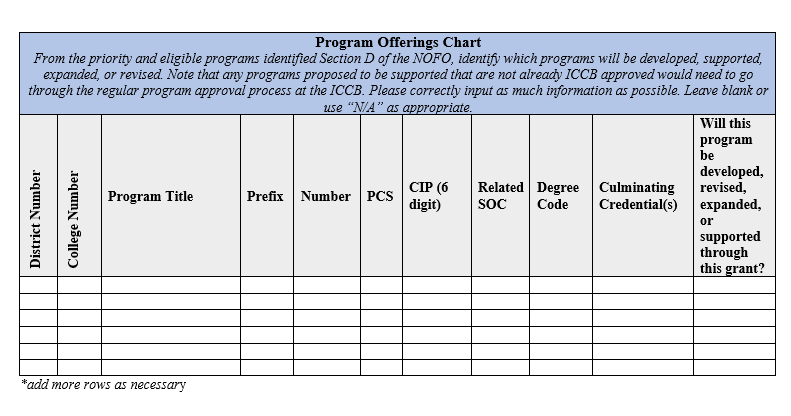 Program Offerings Chart
From the priority and eligible programs identified Section D of the NOFO, identify which programs will be developed, supported,
expanded, or revised. Note that any programs proposed to be supported that are not already ICCB approved would need to go
through the regular program approval process at the ICCB. Please correctly input as much information as possible. Leave blank or
use “N/A” as appropriate.
District Number
College Number
Program Title
Prefix
Number
PCS
CIP (6
digit)
Related
SOC
Degree
Code
Culminating
Credential(s)
Will this
program
be
developed,
revised,
expanded,
or
supported
through
this grant?
*add more rows as necessary